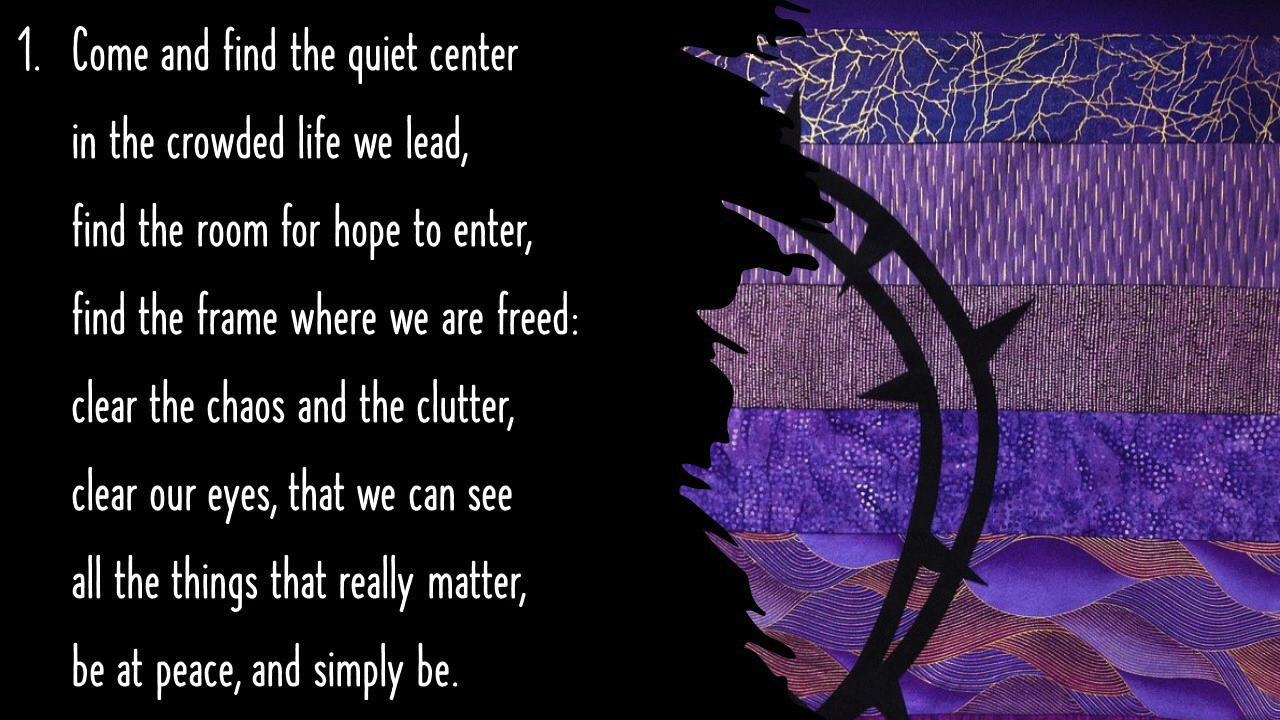 1. Come and find the quiet center
in the crowded life we lead,
find the room for hope to enter,
find the frame where we are freed:
clear the chaos and the clutter,
clear our eyes, that we can see
all the things that really matter,
be at peace, and simply be.